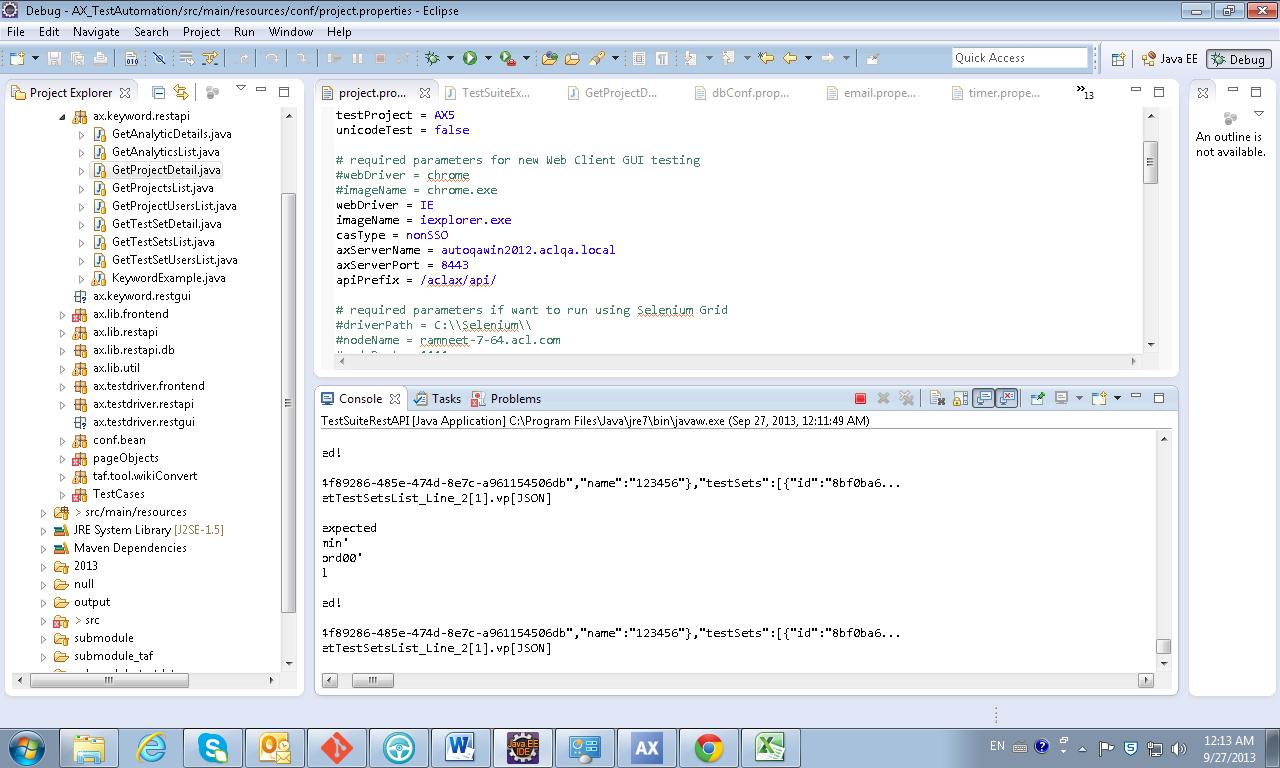 Debug - AX_TestAutomation/src/main/resources/conf/project.properties - Eclipse
File Edit Navigate Search Project Run Window Help
Quick Access
Java EE
Debug
Project Explorer
ax.keyword.restapi
GetAnalyticDetails.java
GetAnalyticsList.java
GetProjectDetail.java
GetProjectsList.java
GetProjectUsersList.java
GetTestSetDetail.java
GetTestSetsList.java
GetTestSetUsersList.java
KeywordExample.java
ax.keyword.restgui
ax.lib.frontend
ax.lib.restapi
ax.lib.restapi.db
ax.lib.util
ax.testdriver.frontend
ax.testdriver.restapi
ax.testdriver.restgui
conf.bean
pageObjects
taf.tool.wikiConvert
TestCases
> src/main/resources
JRE System Library [J2SE-1.5]
Maven Dependencies
2013
null
output
> src
submodule
submodule_taf
project.pro...
TestSuiteEx...
GetProjectD...
dbConf.prop...
email.prope...
timer.prope...
»13
testProject = AX5
unicodeTest = false
# required parameters for new Web Client GUI testing
#webDriver = chrome
#imageName = chrome.exe
webDriver = IE
imageName = iexplorer.exe
casType = nonSSO
axServerName = autoqawin2012.aclqa.local
axServerPort = 8443
apiPrefix = /aclax/api/
# required parameters if want to run using Selenium Grid
#driverPath = C:\\Selenium\\
#nodeName = ramneet-7-64.acl.com
An outline is
not available.
Console
Tasks
Problems
TestSuiteRestAPI [Java Application] C:\Program Files\Java\jre7\bin\javaw.exe (Sep 27, 2013, 12:11:49 AM)
ed!
4f89286-485e-474d-8e7c-a961154506db","name":"123456"},"testSets":[{"id":"8bf0ba6...
etTestSetsList_Line_2[1].vp[JSON]
expected
min'
ord00'
l
ed!
4f89286-485e-474d-8e7c-a961154506db","name":"123456"},"testSets":[{"id":"8bf0ba6...
etTestSetsList_Line_2[1].vp[JSON]
Java EE
IDE
AX
EN
12:13 AM
9/27/2013